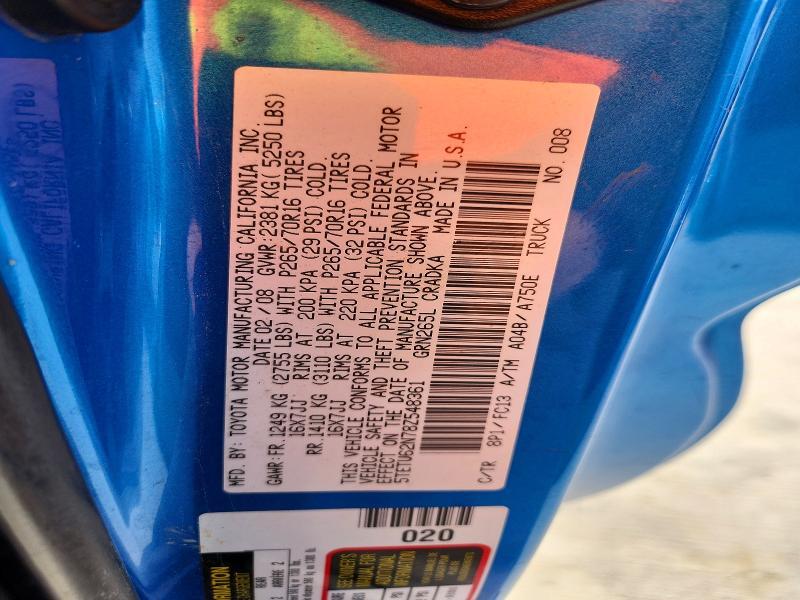 MFD. BY: TOYOTA MOTOR MANUFACTURING CALIFORNIA INC.
DATE 02/08 GVWR:2381 KG( 5250 LBS)
GAWR:FR.1249 KG (2755 LBS) WITH P265/70R16 TIRES
16X7JJ RIMS AT 200 KPA (29 PSI) COLD.
RR.1410 KG (3110 LBS) WITH P265/70R16 TIRES
16X7JJ RIMS AT 220 KPA (32 PSI) COLD.
THIS VEHICLE CONFORMS TO ALL APPLICABLE FEDERAL MOTOR
VEHICLE SAFETY AND THEFT PREVENTION STANDARDS IN
EFFECT ON THE DATE OF MANUFACTURE SHOWN ABOVE.
5TETU62N78Z548361 GRN265L CRADKA MADE IN U.S.A.
C/TR 8P1/FC13 A/TM A04B/A750E TRUCK NO. 008
020